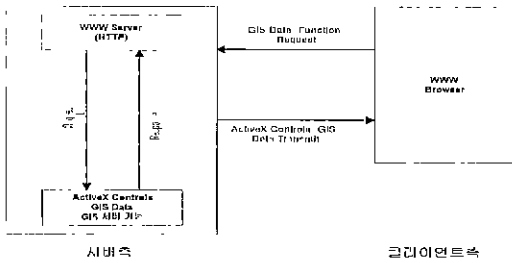 WWW Server
(HTTP)
GIS Data, Function
Request
WWW
Browser
ActiveX Controls, GIS
Data Transmit
ActiveX Controls
GIS Data
GIS 서버 기능
서버측
클라이언트측